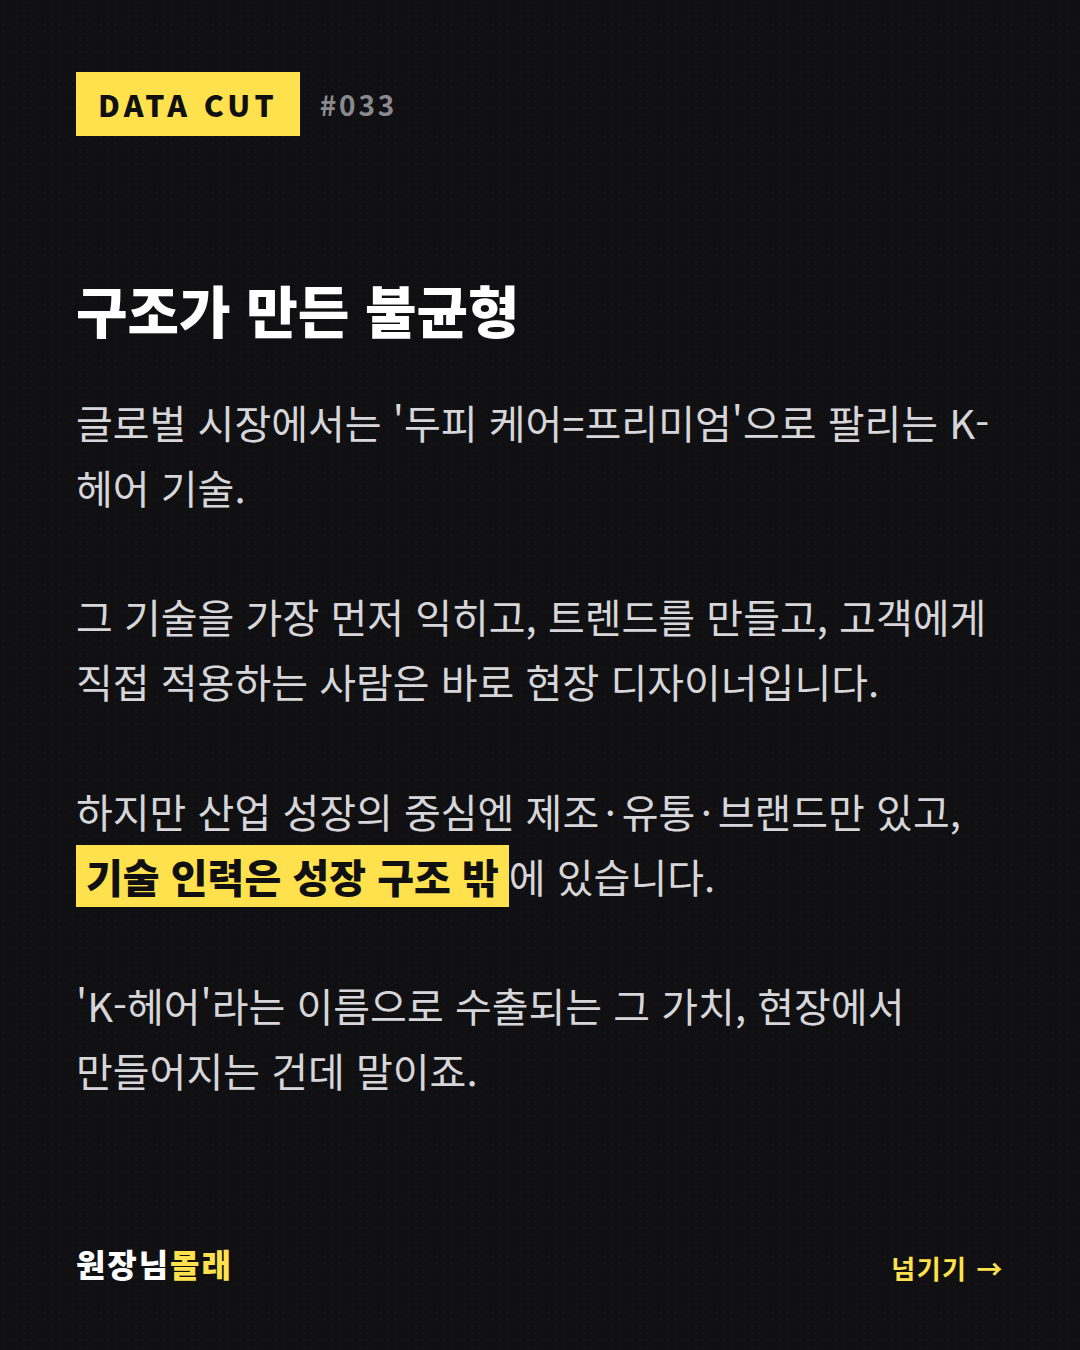 DATA CUT #033
구조가 만든 불균형
글로벌 시장에서는 '두피 케어=프리미엄'으로 팔리는 K-
헤어 기술.
그 기술을 가장 먼저 익히고, 트렌드를 만들고, 고객에게
직접 적용하는 사람은 바로 현장 디자이너입니다.
하지만 산업 성장의 중심엔 제조·유통·브랜드만 있고,
기술 인력은 성장 구조 밖에 있습니다.
'K-헤어'라는 이름으로 수출되는 그 가치, 현장에서
만들어지는 건데 말이죠.
원장님몰래
넘기기 →